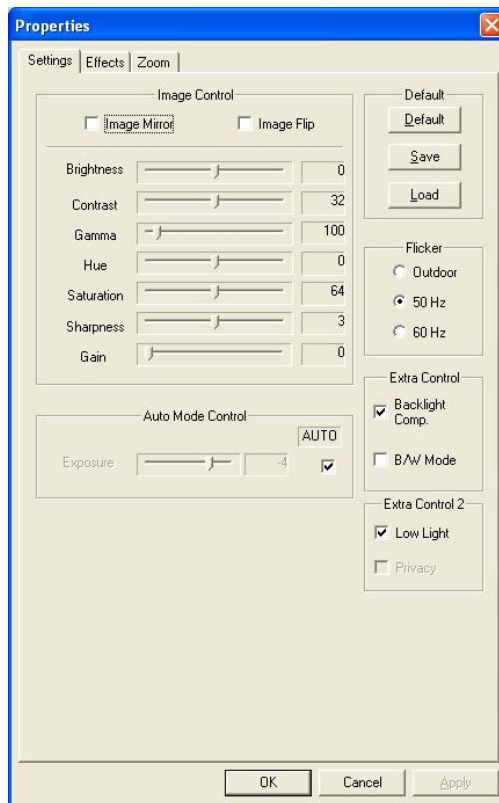 Properties
Settings Effects Zoom
Image Control
Image Mirror Image Flip
Brightness 0
Contrast 32
Gamma 100
Hue 0
Saturation 64
Sharpness 3
Gain 0
Auto Mode Control
AUTO
Exposure -4
Default
Default
Save
Load
Flicker
Outdoor
50 Hz
60 Hz
Extra Control
Backlight
Comp.
B/W Mode
Extra Control 2
Low Light
Privacy
OK Cancel Apply